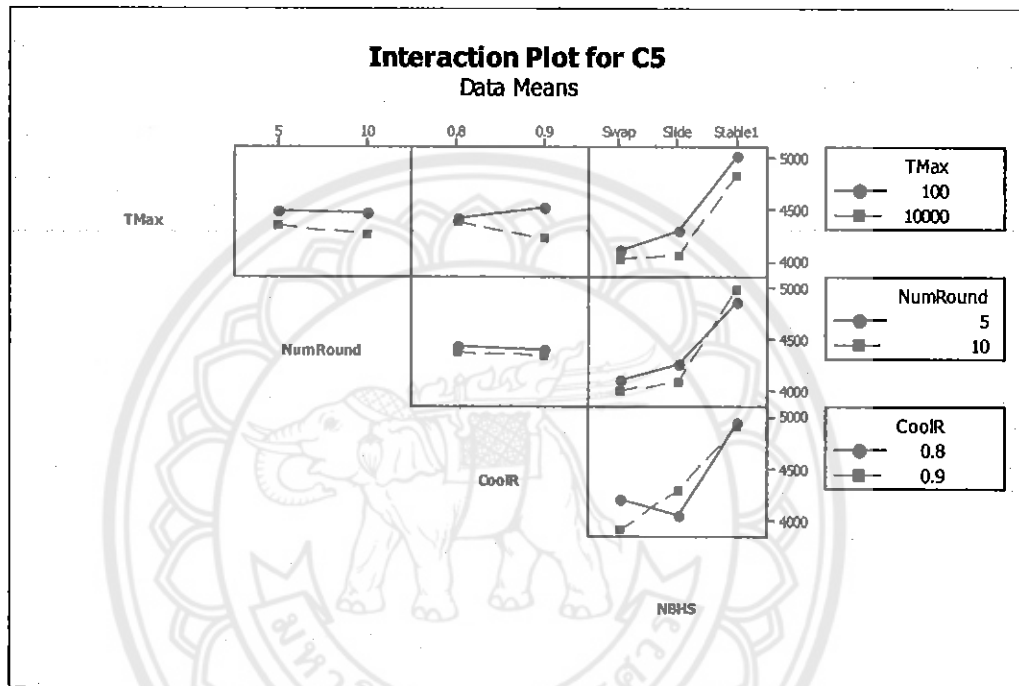 Interaction Plot for C5
Data Means
5 10 0,8 0,9 Swap Slide Stable1
TMax
5000
4500
4000
TMax
100
10000
NumRound
5000
4500
4000
NumRound
5
10
CoolR
5000
4500
4000
CoolR
0.8
0.9
NBHS